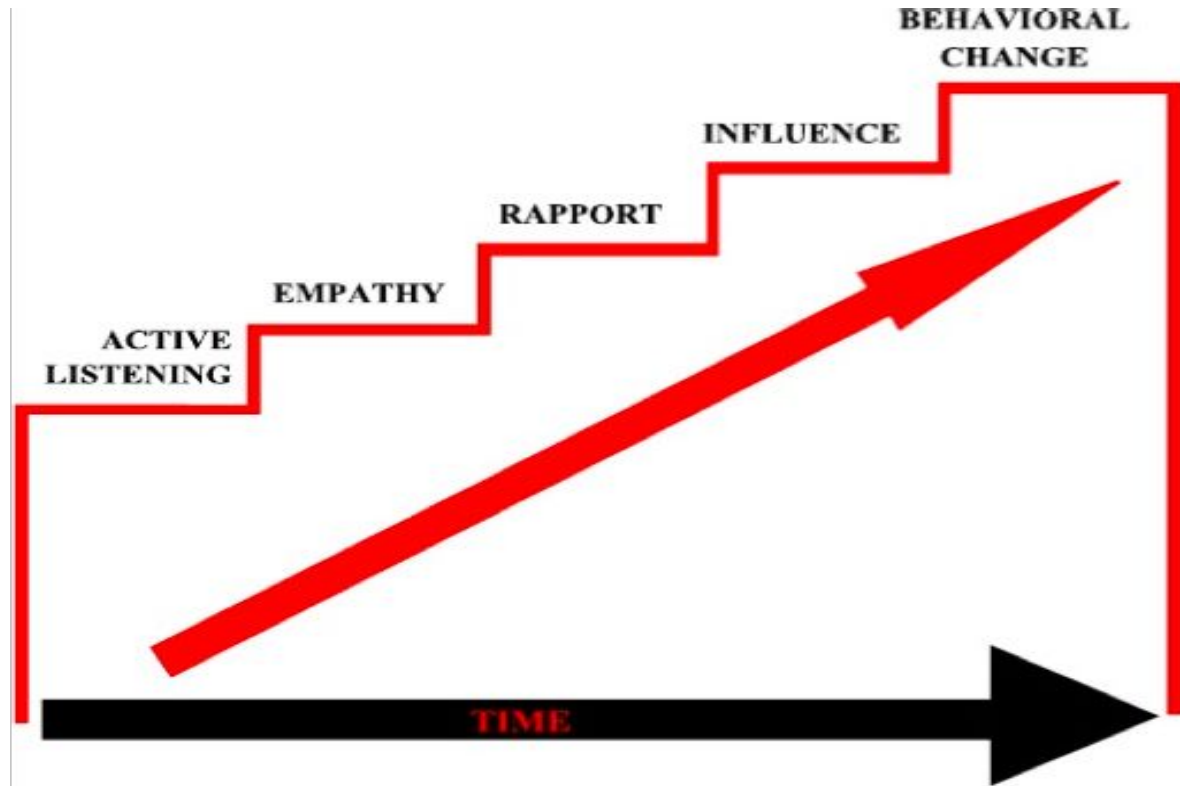 BEHAVIORAL
CHANGE
INFLUENCE
RAPPORT
EMPATHY
ACTIVE
LISTENING
TIME